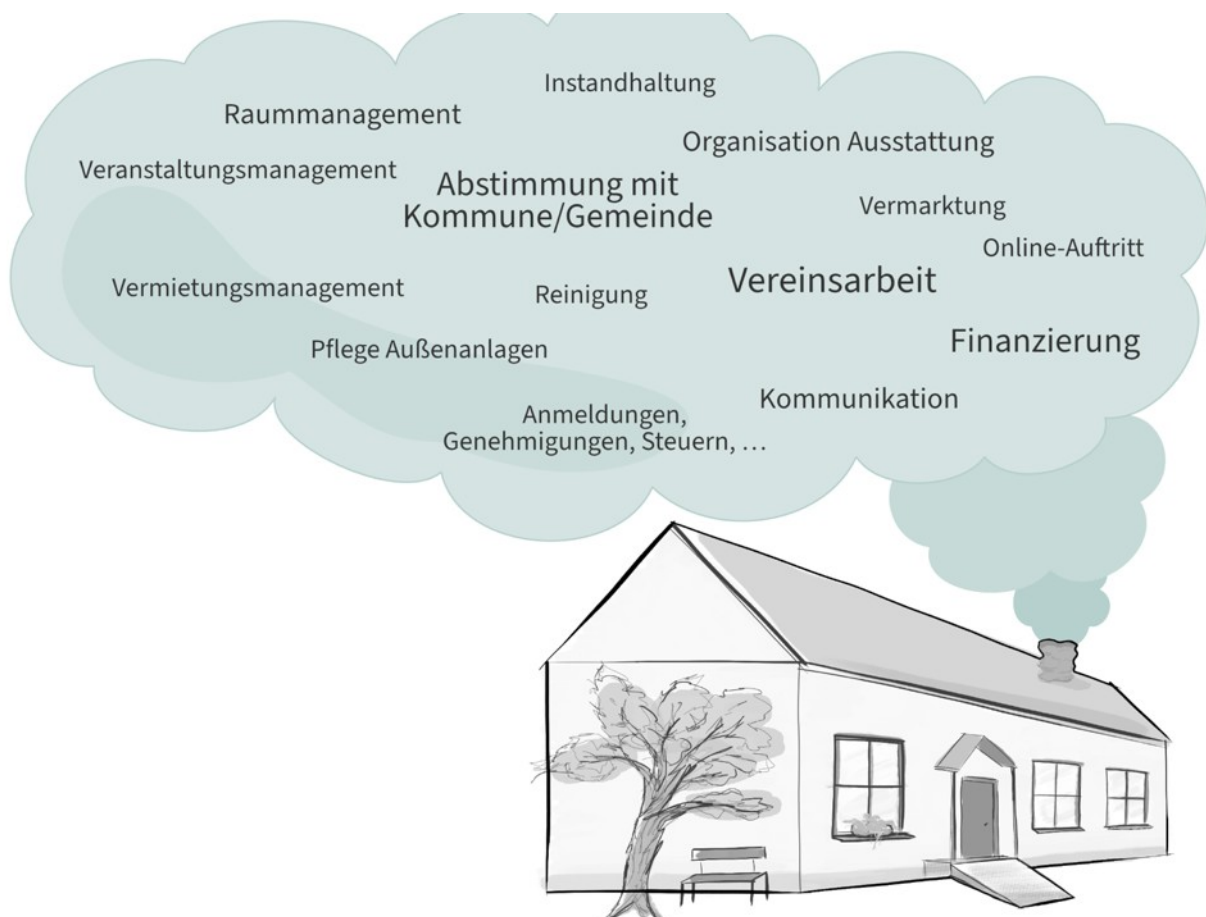 Instandhaltung
Raummanagement
Organisation Ausstattung
Veranstaltungsmanagement
Abstimmung mit
Kommune/Gemeinde
Vermarktung
Online-Auftritt
Vereinsarbeit
Vermietungsmanagement
Reinigung
Finanzierung
Pflege Außenanlagen
Kommunikation
Anmeldungen,
Genehmigungen, Steuern, …